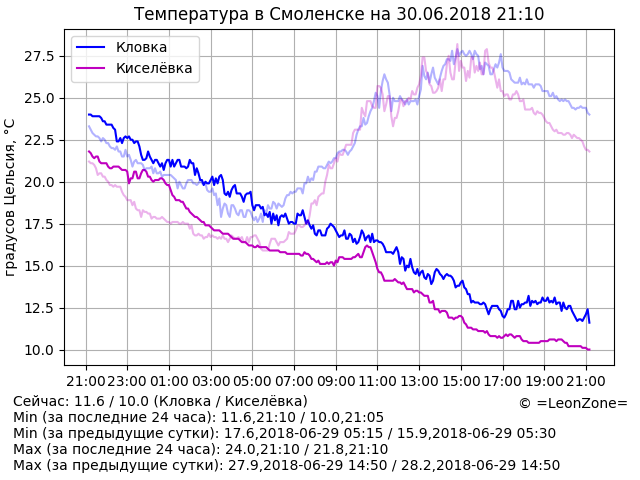 Температура в Смоленске на 30.06.2018 21:10
Кловка
Киселёвка
градусов Цельсия, °C
27.5
25.0
22.5
20.0
17.5
15.0
12.5
10.0
21:00 23:00 01:00 03:00 05:00 07:00 09:00 11:00 13:00 15:00 17:00 19:00 21:00
Сейчас: 11.6 / 10.0 (Кловка / Киселёвка)
© =LeonZone=
Min (за последние 24 часа): 11.6,21:10 / 10.0,21:05
Min (за предыдущие сутки): 17.6,2018-06-29 05:15 / 15.9,2018-06-29 05:30
Max (за последние 24 часа): 24.0,21:10 / 21.8,21:10
Max (за предыдущие сутки): 27.9,2018-06-29 14:50 / 28.2,2018-06-29 14:50